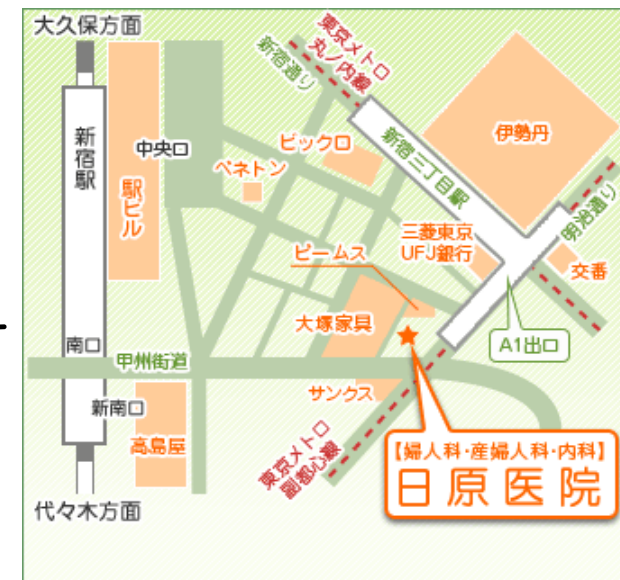 大久保方面
東京メトロ
丸ノ内線
新宿通り
新宿駅
中央口
ビックロ
伊勢丹
駅ビル
ベネトン
新宿三丁目駅
明治通り
三菱東京
UFJ銀行
ビームス
交番
大塚家具
A1出口
南口
甲州街道
サンクス
新南口
高島屋
東京メトロ
副都心線
【婦人科・産婦人科・内科】
日原医院
代々木方面